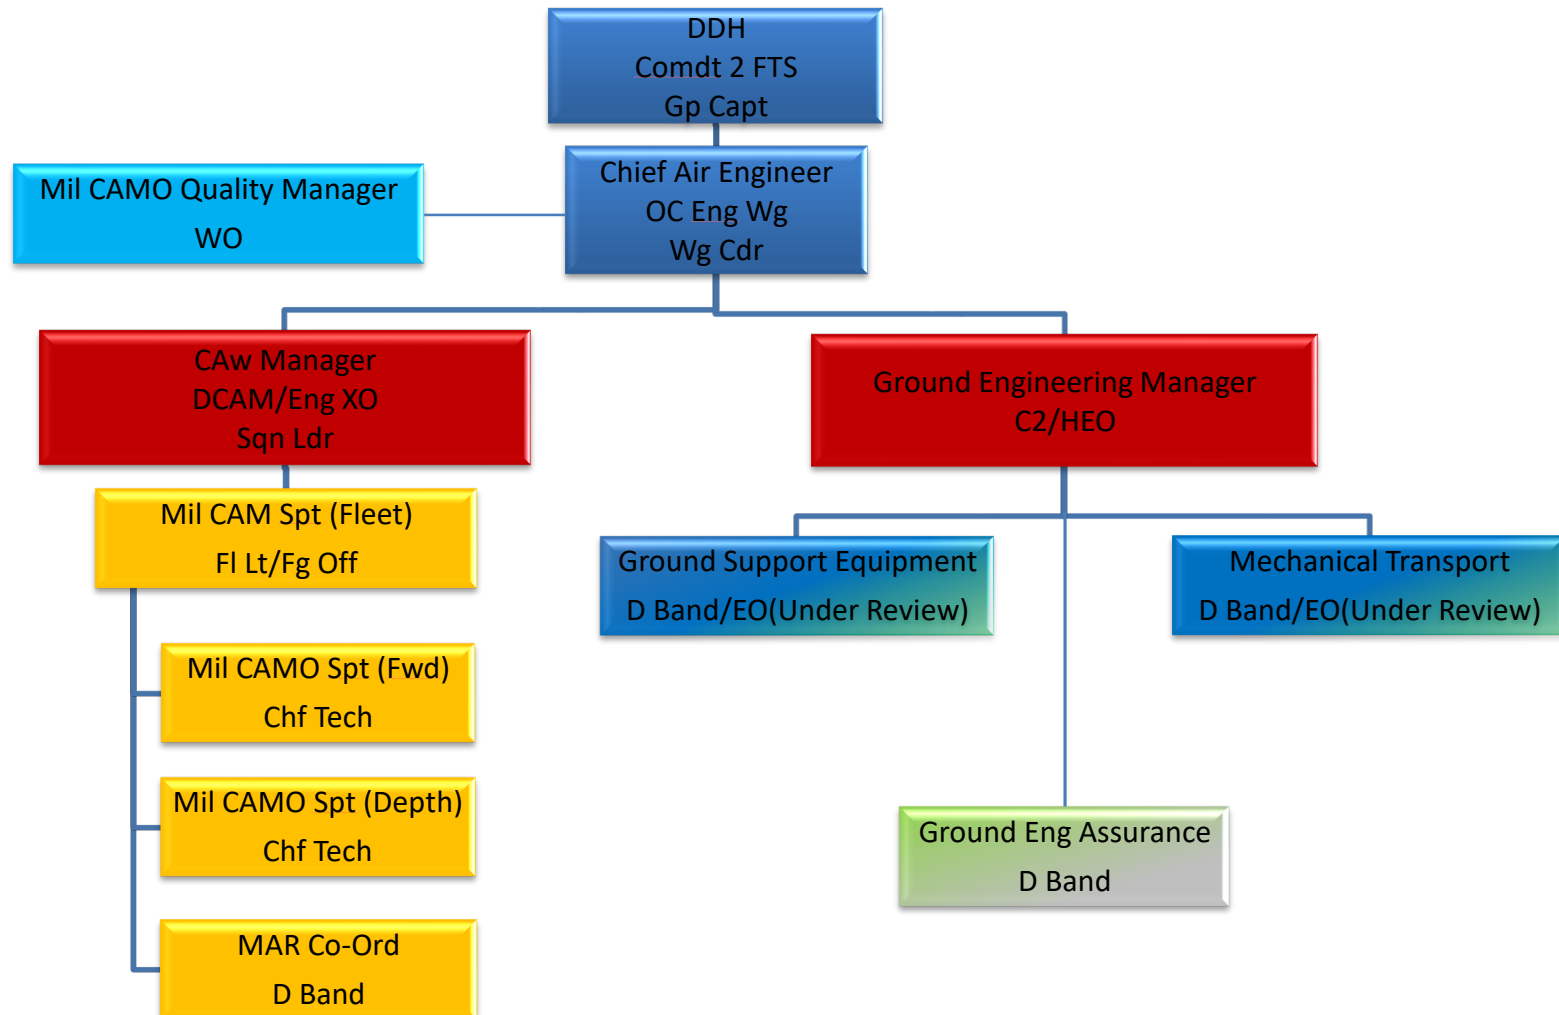 DDH
Comdt 2 FTS
Gp Capt
Mil CAMO Quality Manager
WO
Chief Air Engineer
OC Eng Wg
Wg Cdr
CAw Manager
DCAM/Eng XO
Sqn Ldr
Ground Engineering Manager
C2/HEO
Mil CAM Spt (Fleet)
Fl Lt/Fg Off
Ground Support Equipment
D Band/EO(Under Review)
Mechanical Transport
D Band/EO(Under Review)
Mil CAMO Spt (Fwd)
Chf Tech
Mil CAMO Spt (Depth)
Chf Tech
Ground Eng Assurance
D Band
MAR Co-Ord
D Band